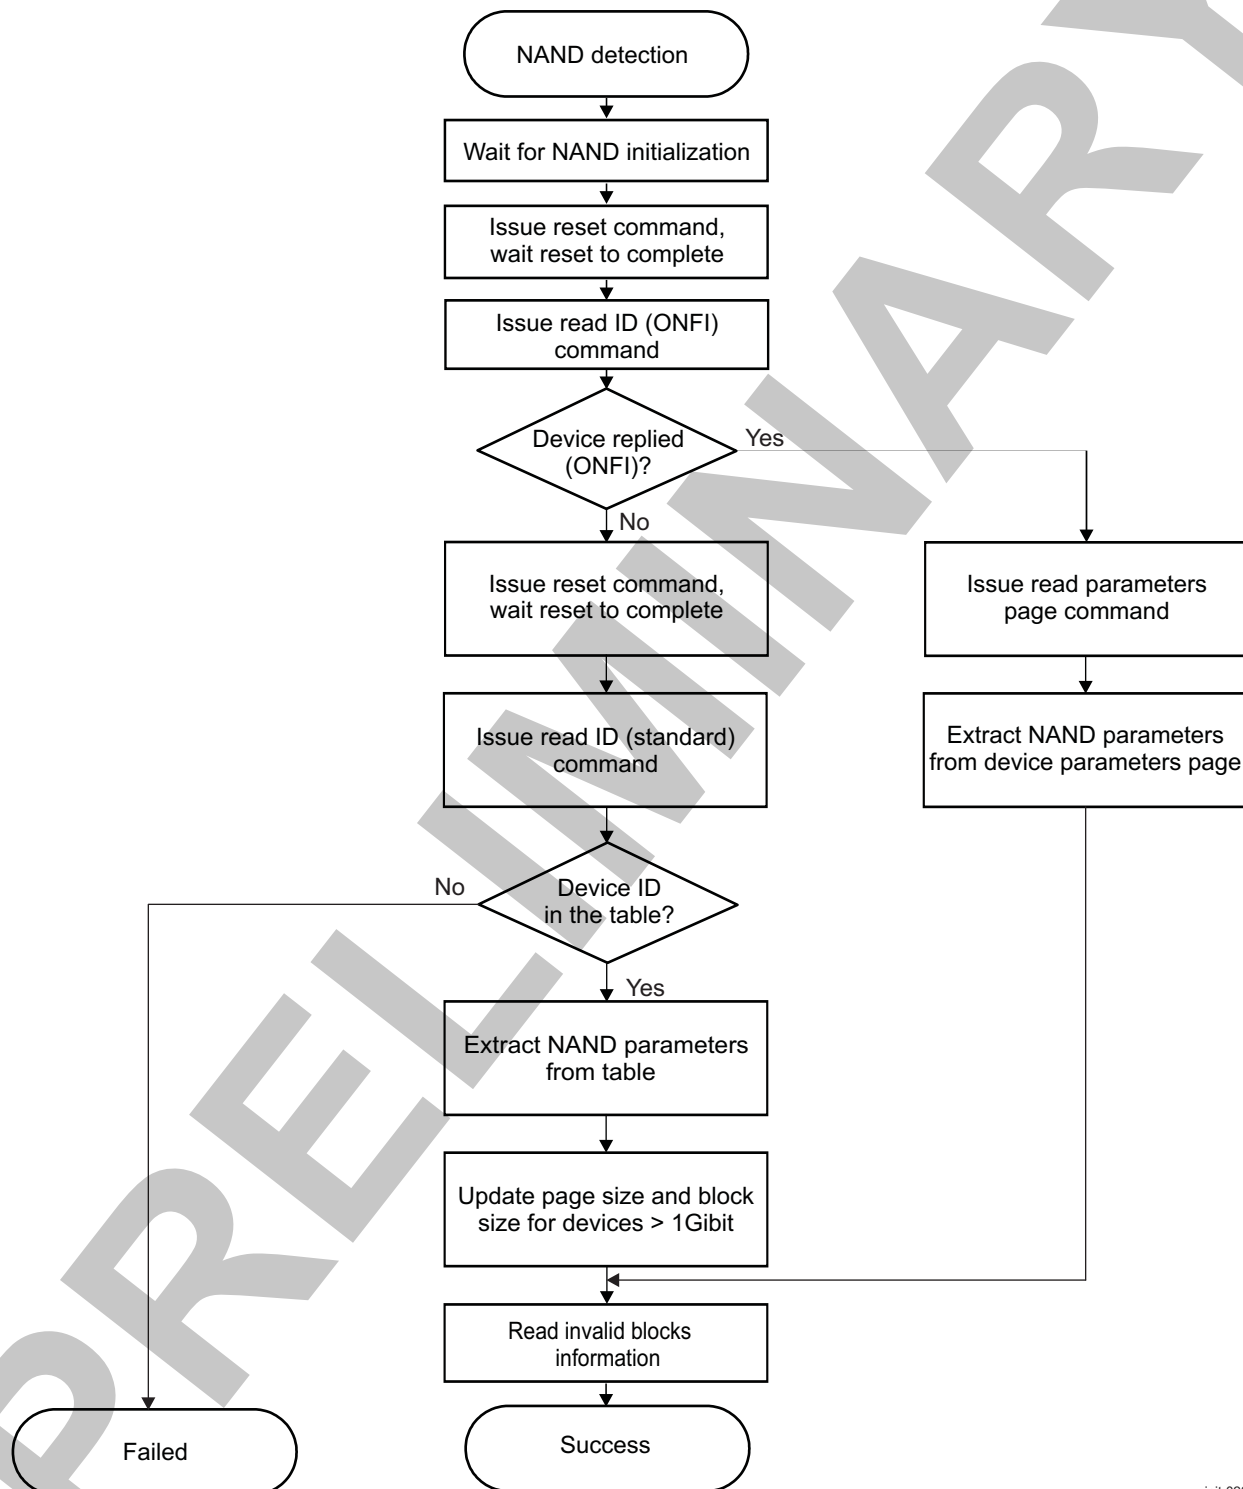 NAND detection
Wait for NAND initialization
Issue reset command,
wait reset to complete
Issue read ID (ONFI)
command
Device replied
(ONFI)?
Yes
No
Issue reset command,
wait reset to complete
Issue read parameters
page command
Issue read ID (standard)
command
Extract NAND parameters
from device parameters page
No
Device ID
in the table?
Yes
Extract NAND parameters
from table
Update page size and block
size for devices > 1Gibit
Read invalid blocks
information
Failed
Success
PRELIMINARY